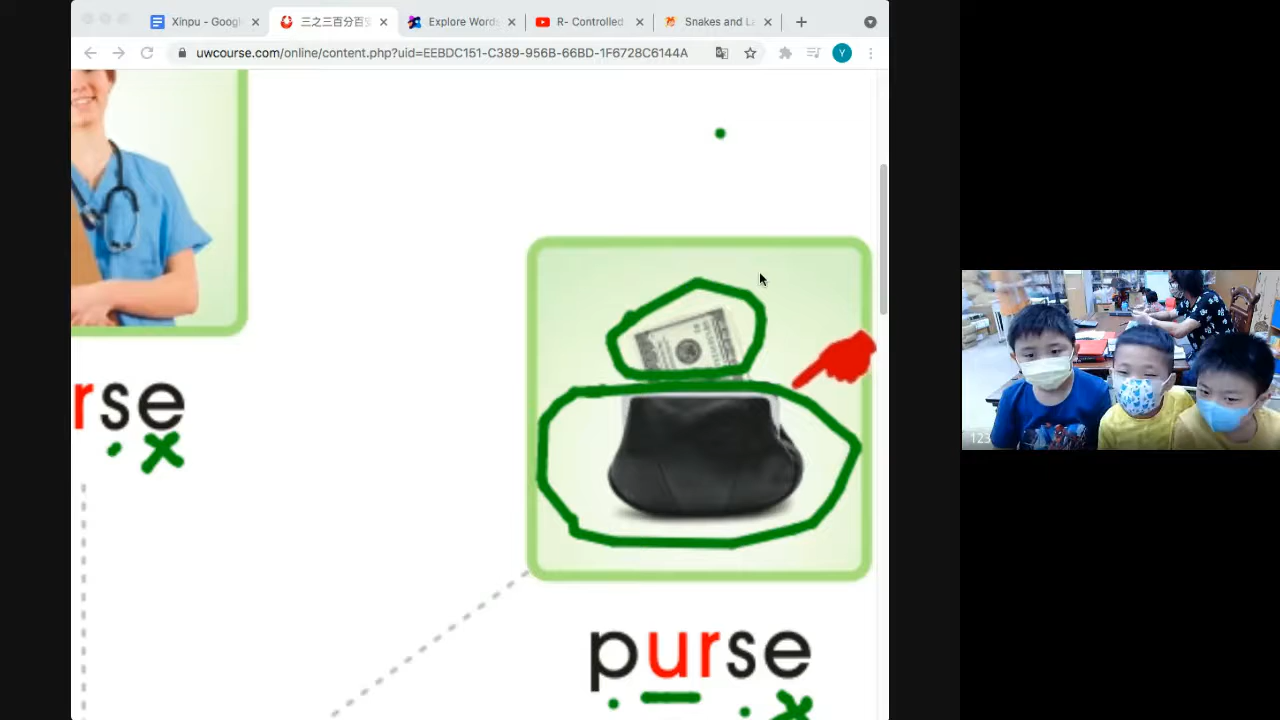 Xinpu - Googl
三之三百分百
Explore Word
R- Controlled
Snakes and L
uwcourse.com/online/content.php?uid=EEBDC151-C389-956B-66BD-1F6728C6144A
Y
rse
purse
123